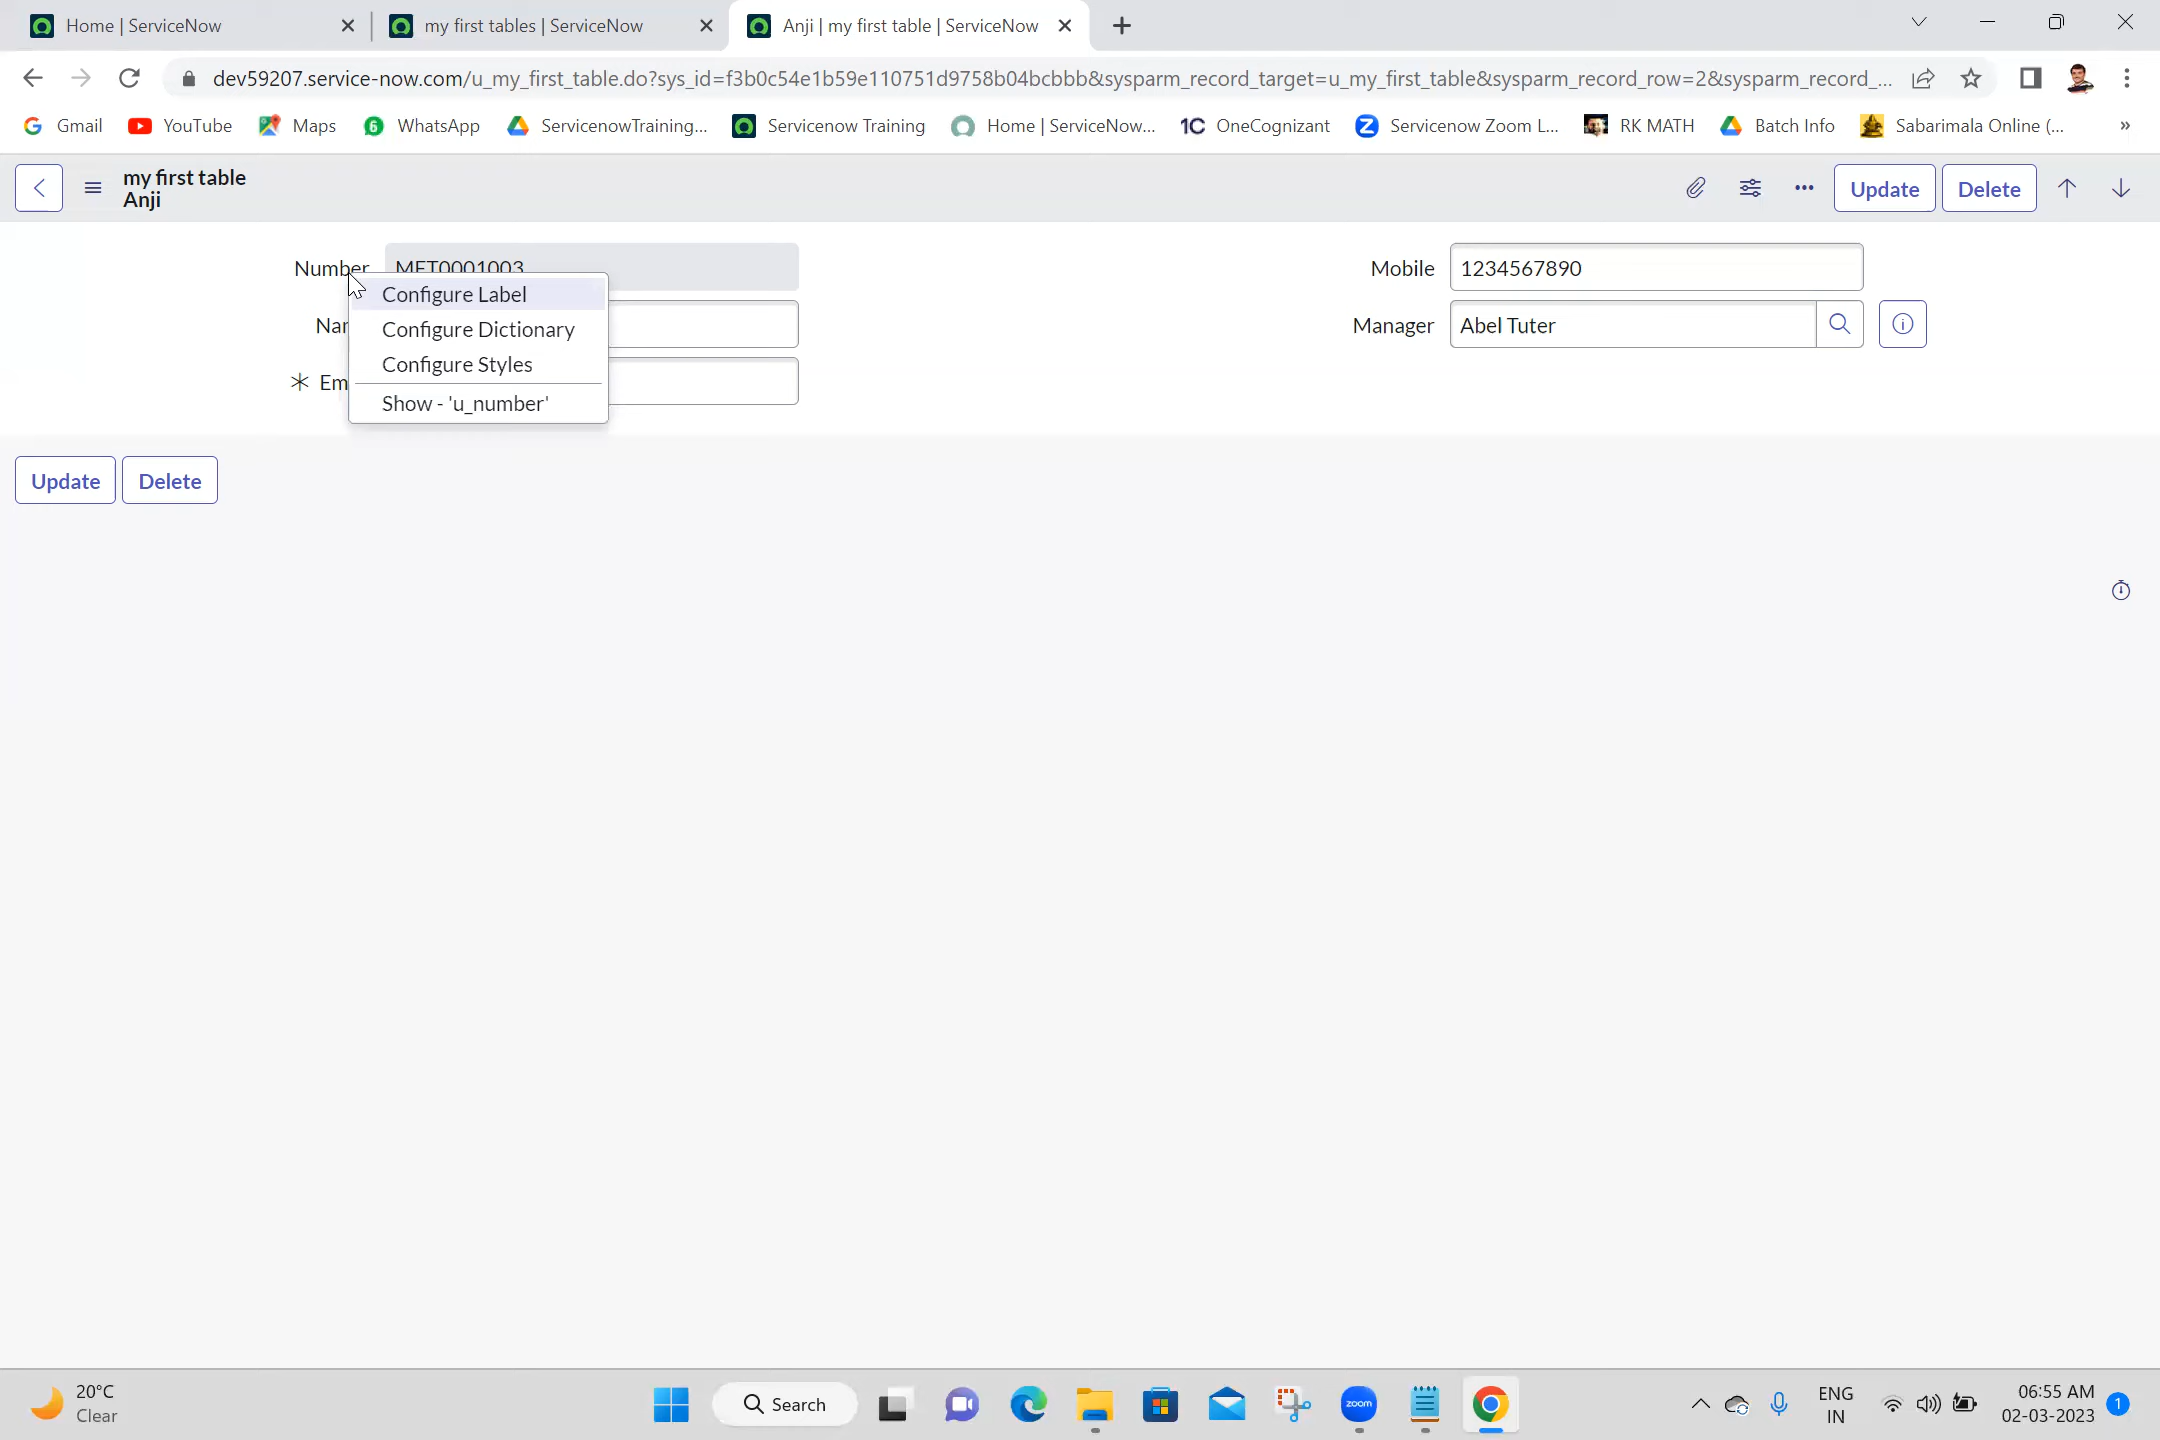 Home | ServiceNow
my first tables | ServiceNow
Anji | my first table | ServiceNow
dev59207.service-now.com/u_my_first_table.do?sys_id=f3b0c54e1b59e110751d9758b04bcbbb&sysparm_record_target=u_my_first_table&sysparm_record_row=2&sysparm_record_...
Gmail YouTube Maps WhatsApp ServicenowTraining... Servicenow Training Home | ServiceNow... 1C OneCognizant Servicenow Zoom L... RK MATH Batch Info Sabarimala Online (... »
my first table
Anji
Update Delete
Number MET0001003
Mobile 1234567890
Configure Label
Nar
Configure Dictionary
Manager Abel Tuter
Configure Styles
Em
Show - 'u_number'
Update Delete
20°C
Clear
Search
zoom
ENG
IN
06:55 AM
02-03-2023
1